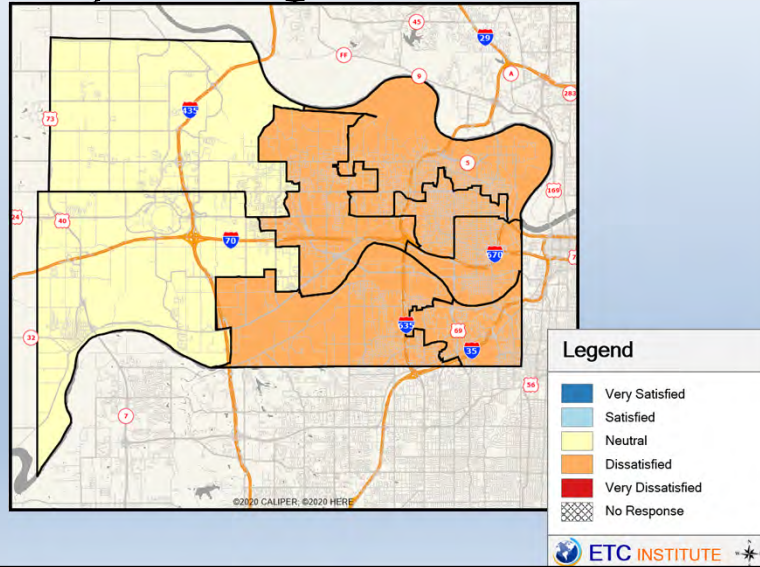 45
29
FF
9
A
283
435
73
5
169
24
40
70
670
7
32
635
69
35
56
7
©2020 CALIPER; ©2020 HERE
Legend
Very Satisfied
Satisfied
Neutral
Dissatisfied
Very Dissatisfied
No Response
ETC INSTITUTE